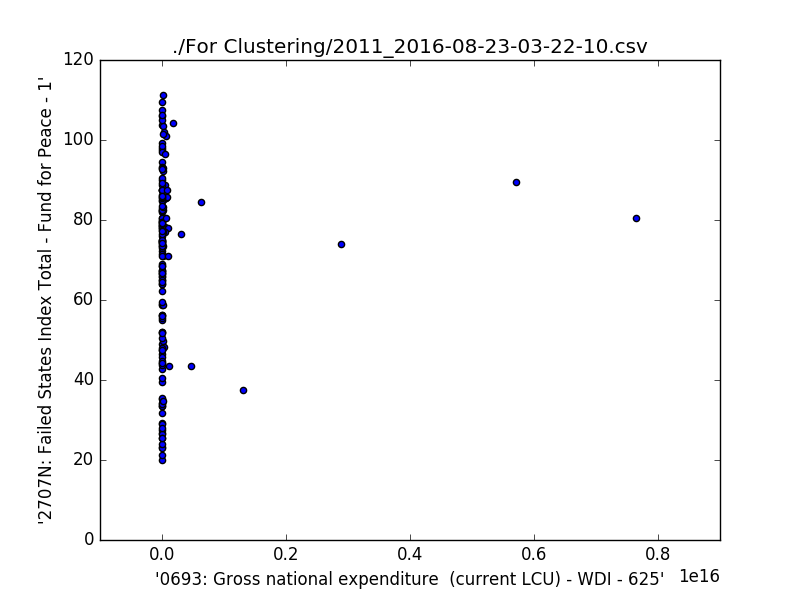 ./For Clustering/2011_2016-08-23-03-22-10.csv
'2707N: Failed States Index Total - Fund for Peace - 1'
120
100
80
60
40
20
0
0.0 0.2 0.4 0.6 0.8
1e16
'0693: Gross national expenditure  (current LCU) - WDI - 625'